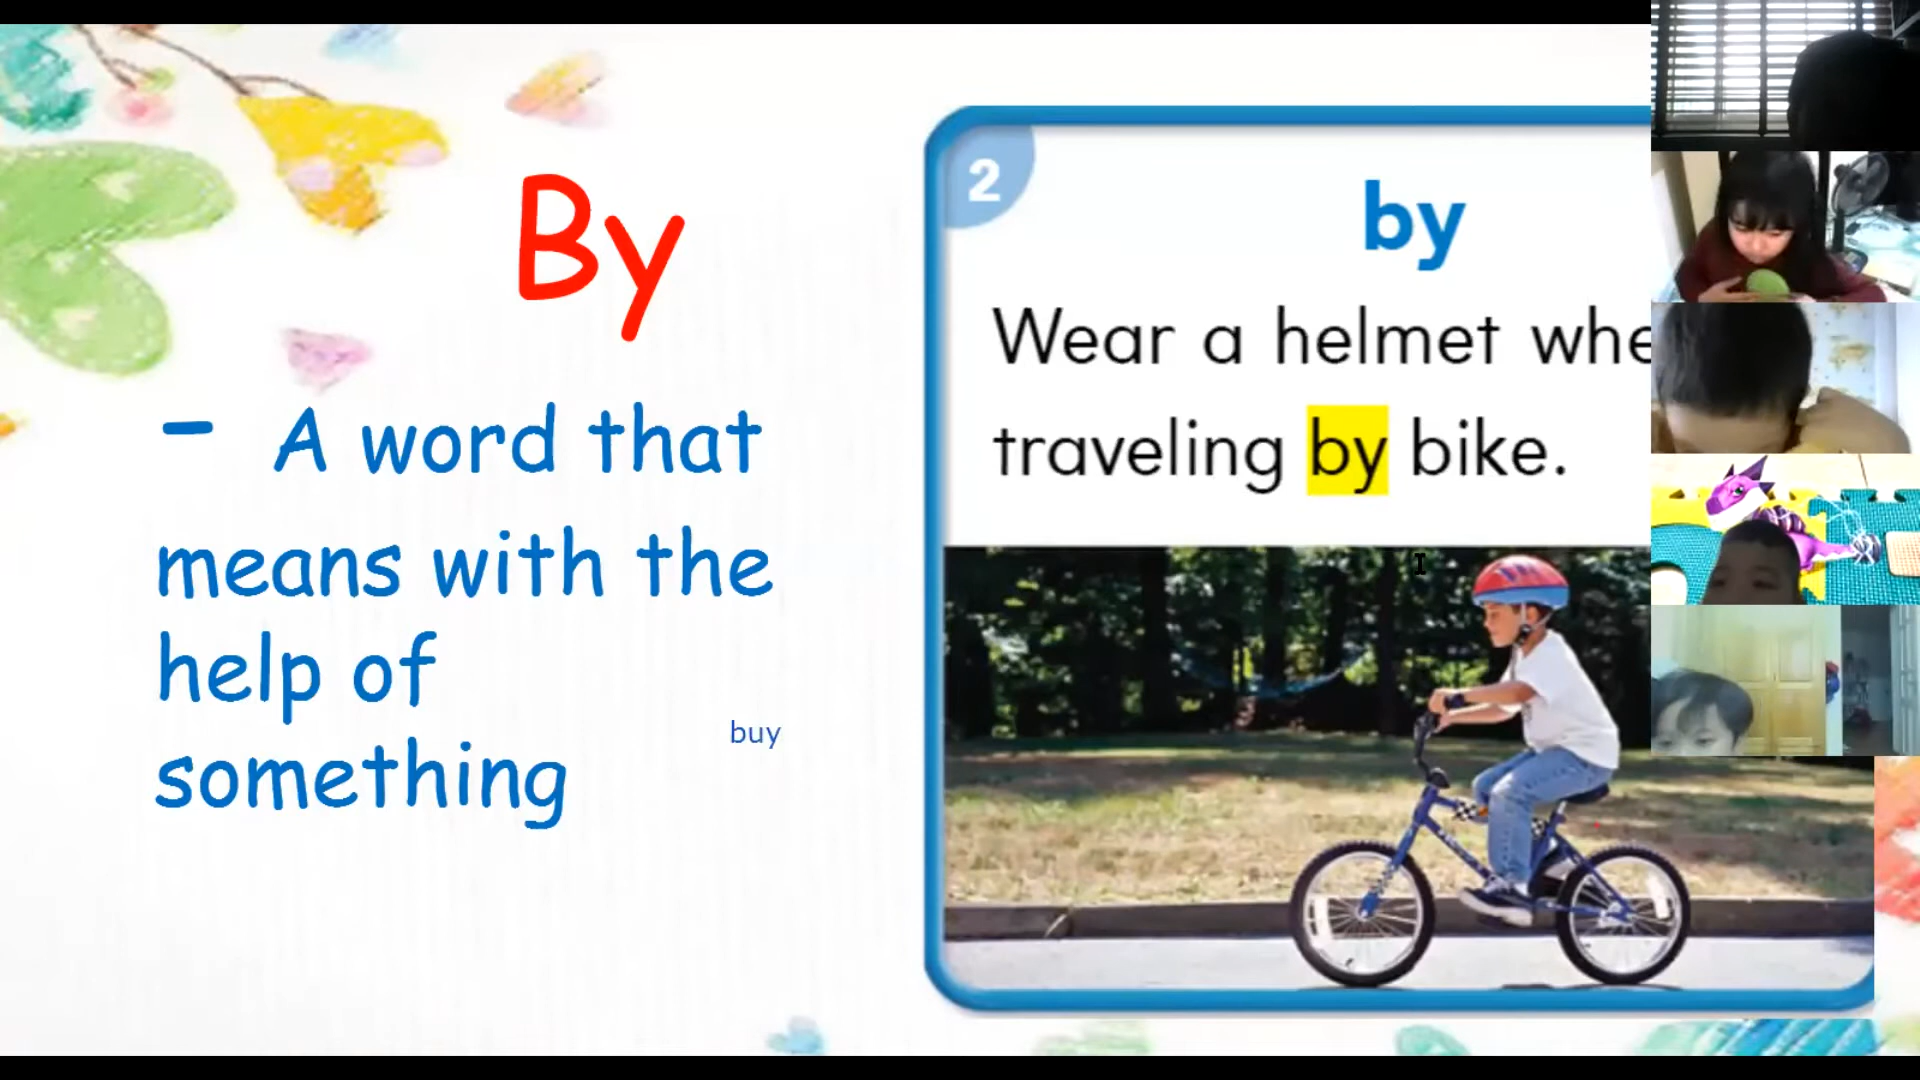 By
- A word that
means with the
help of
something
buy
2
by
Wear a helmet whe
traveling by bike.